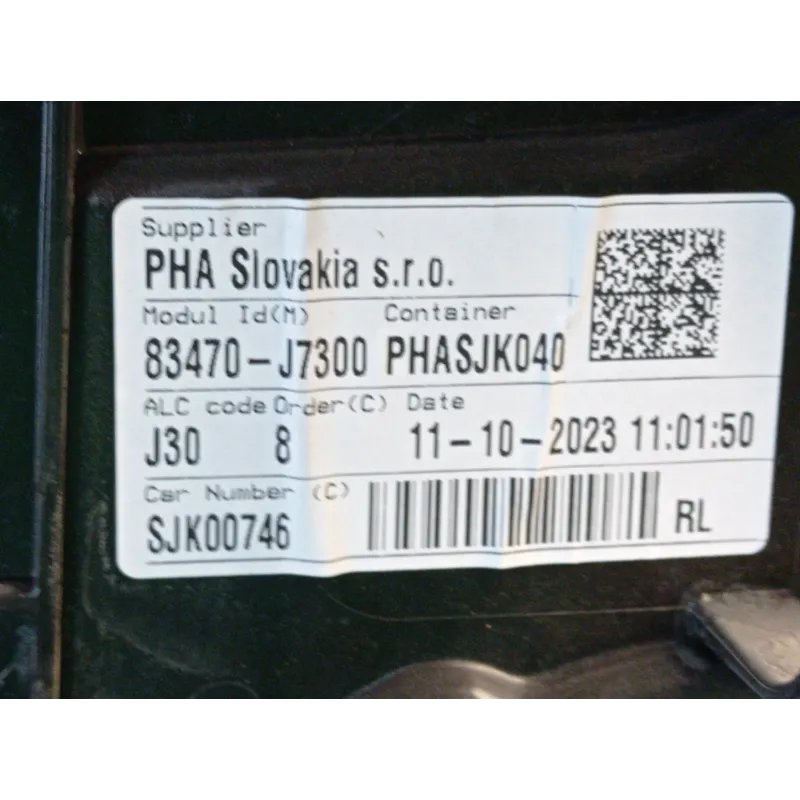 Supplier
PHA Slovakia s.r.o.
Modul Id(M) Container
83470-J7300 PHASJK040
ALC code Order(C) Date
J30 8 11-10-2023 11:01:50
Car Number (C)
SJK00746 RL